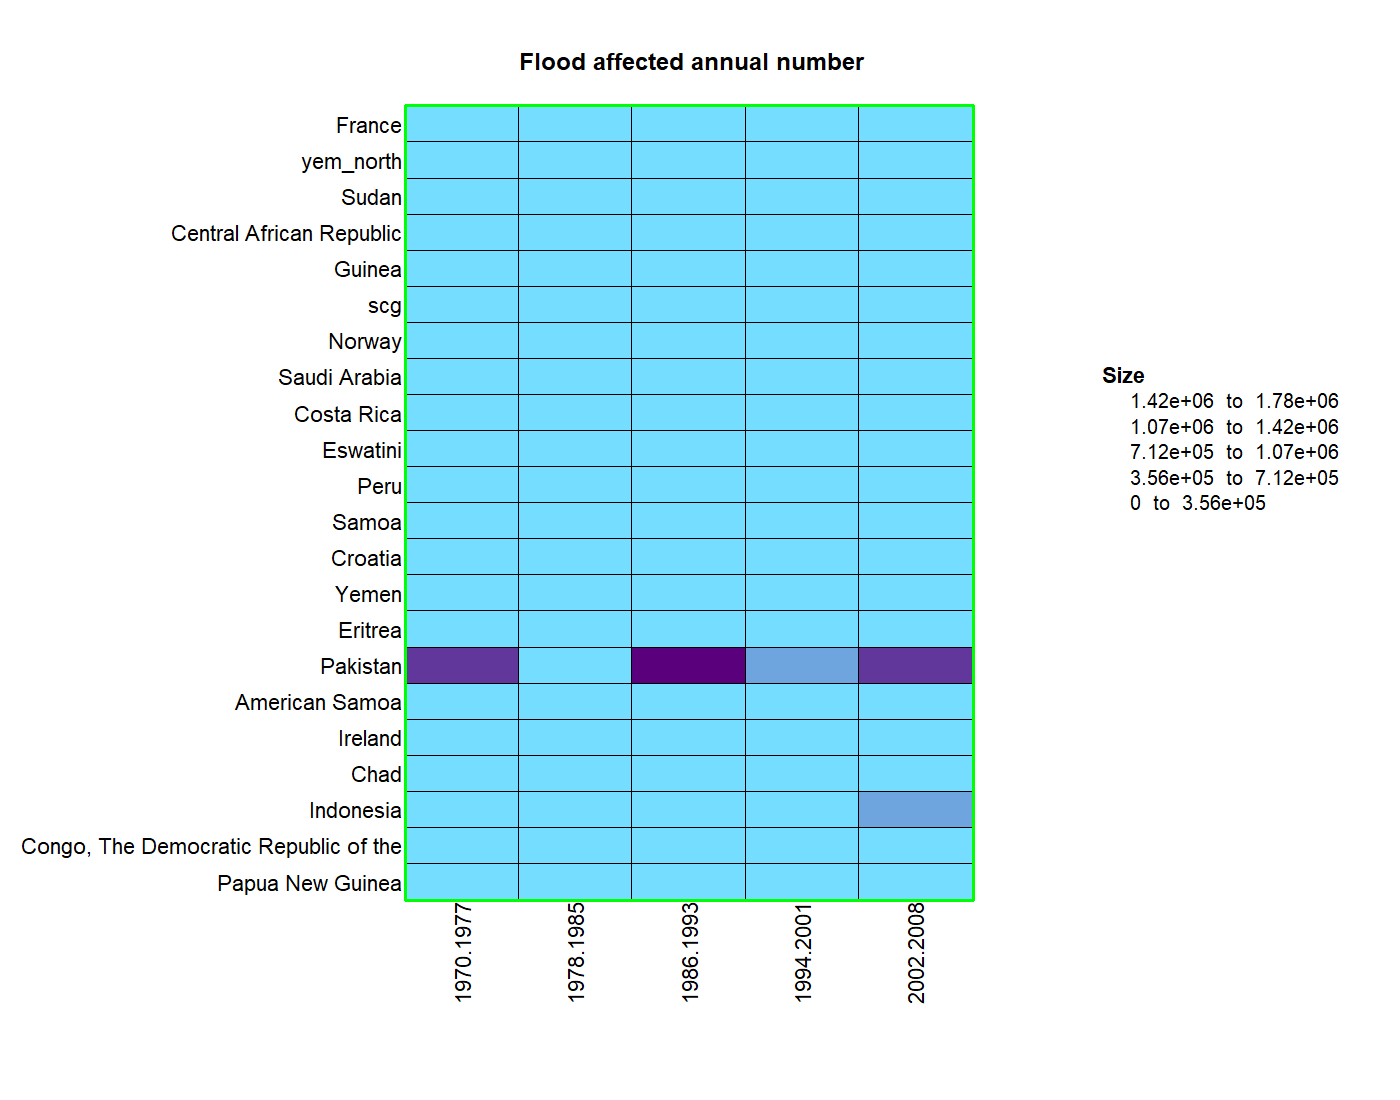 Flood affected annual number
France
yem_north
Sudan
Central African Republic
Guinea
scg
Norway
Saudi Arabia
Costa Rica
Eswatini
Peru
Samoa
Croatia
Yemen
Eritrea
Pakistan
American Samoa
Ireland
Chad
Indonesia
Congo, The Democratic Republic of the
Papua New Guinea
1970.1977
1978.1985
1986.1993
1994.2001
2002.2008
Size
1.42e+06 to 1.78e+06
1.07e+06 to 1.42e+06
7.12e+05 to 1.07e+06
3.56e+05 to 7.12e+05
0 to 3.56e+05